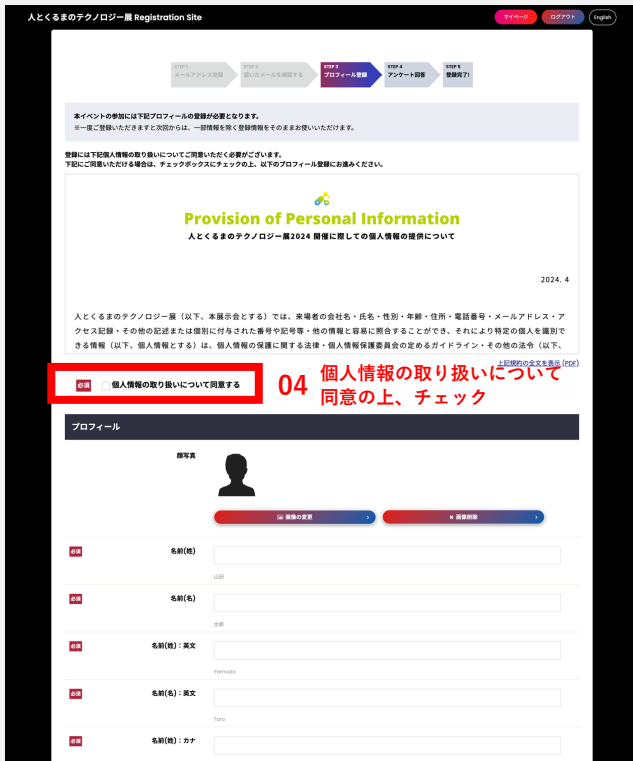 人とくるまのテクノロジー展 Registration Site
マイページ
ログアウト
English
STEP 1
メールアドレス登録
STEP 2
届いたメールを確認する
STEP 3
プロフィール登録
STEP 4
アンケート回答
STEP 5
登録完了!
本イベントの参加には下記プロフィールの登録が必要となります。
※一度ご登録いただきますと次回からは、一部情報を除く登録情報をそのままお使いいただけます。
登録には下記個人情報の取り扱いについてご同意いただく必要がございます。
下記にご同意いただける場合は、チェックボックスにチェックの上、以下のプロフィール登録にお進みください。
Provision of Personal Information
人とくるまのテクノロジー展2024 開催に際しての個人情報の提供について
2024. 4
人とくるまのテクノロジー展（以下、本展示会とする）では、来場者の会社名・氏名・性別・年齢・住所・電話番号・メールアドレス・ア
クセス記録・その他の記述または個別に付与された番号や記号等・他の情報と容易に照合することができ、それにより特定の個人を識別で
きる情報（以下、個人情報とする）は、個人情報の保護に関する法律・個人情報保護委員会の定めるガイドライン・その他の法令（以下、
上記規約の全文を表示 (PDF)
必須 個人情報の取り扱いについて同意する
04 個人情報の取り扱いについて
同意の上、チェック
プロフィール
顔写真
画像の変更
画像削除
必須 名前(姓)
山田
必須 名前(名)
太郎
必須 名前(姓)：英文
Yamada
必須 名前(名)：英文
Taro
必須 名前(姓)：カナ